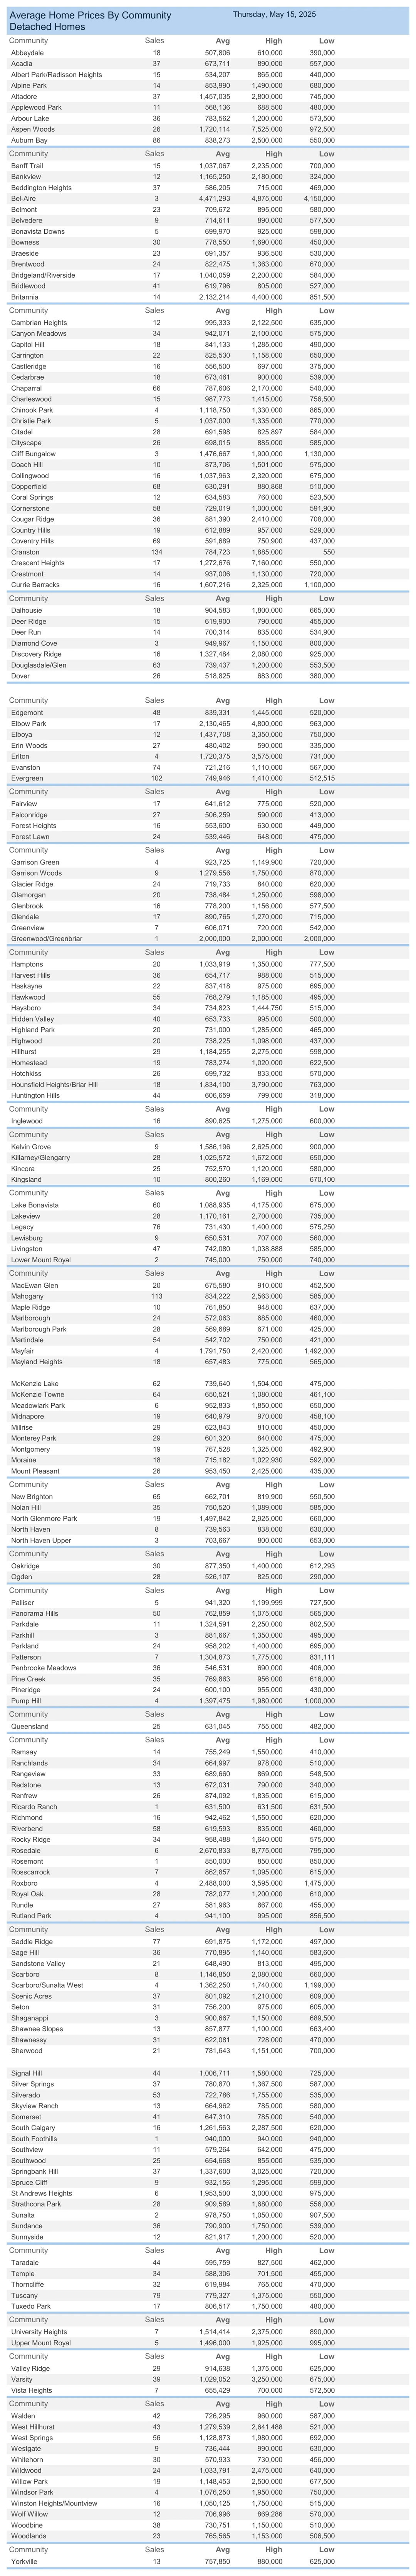 Average Home Prices By Community Thursday, May 15, 2025
Detached Homes
Community Sales Avg High Low
Abbeydale 18 507,806 610,000 390,000
Acadia 37 673,711 890,000 557,000
Albert Park/Radisson Heights 15 534,207 865,000 440,000
Alpine Park 14 853,990 1,490,000 680,000
Altadore 37 1,457,035 2,800,000 745,000
Applewood Park 11 568,136 688,500 480,000
Arbour Lake 36 783,562 1,200,000 573,500
Aspen Woods 26 1,720,114 7,525,000 972,500
Auburn Bay 86 838,273 2,500,000 550,000
Community Sales Avg High Low
Banff Trail 15 1,037,067 2,235,000 700,000
Bankview 12 1,165,250 2,180,000 324,000
Beddington Heights 37 586,205 715,000 469,000
Bel-Aire 3 4,471,293 4,875,000 4,150,000
Belmont 23 709,672 895,000 580,000
Belvedere 9 714,611 890,000 577,500
Bonavista Downs 5 699,970 925,000 598,000
Bowness 30 778,550 1,690,000 450,000
Braeside 23 691,357 936,500 530,000
Brentwood 24 822,475 1,363,000 670,000
Bridgeland/Riverside 17 1,040,059 2,200,000 584,000
Bridlewood 41 619,796 805,000 527,000
Britannia 14 2,132,214 4,400,000 851,500
Community Sales Avg High Low
Cambrian Heights 12 995,333 2,122,500 635,000
Canyon Meadows 34 942,071 2,100,000 575,000
Capitol Hill 18 841,133 1,285,000 490,000
Carrington 22 825,530 1,158,000 650,000
Castleridge 16 556,500 697,000 375,000
Cedarbrae 18 673,461 900,000 539,000
Chaparral 66 787,606 2,170,000 540,000
Charleswood 15 987,773 1,415,000 756,500
Chinook Park 4 1,118,750 1,330,000 865,000
Christie Park 5 1,037,000 1,335,000 770,000
Citadel 28 691,598 825,897 584,000
Cityscape 26 698,015 885,000 585,000
Cliff Bungalow 3 1,476,667 1,900,000 1,130,000
Coach Hill 10 873,706 1,501,000 575,000
Collingwood 16 1,037,963 2,320,000 675,000
Copperfield 68 630,291 880,868 510,000
Coral Springs 12 634,583 760,000 523,500
Cornerstone 58 729,019 1,000,000 591,900
Cougar Ridge 36 881,390 2,410,000 708,000
Country Hills 19 612,889 957,000 529,000
Coventry Hills 69 591,689 750,900 437,000
Cranston 134 784,723 1,885,000 550
Crescent Heights 17 1,272,676 7,160,000 550,000
Crestmont 14 937,006 1,130,000 720,000
Currie Barracks 16 1,607,216 2,325,000 1,100,000
Community Sales Avg High Low
Dalhousie 18 904,583 1,800,000 665,000
Deer Ridge 15 619,900 790,000 455,000
Deer Run 14 700,314 835,000 534,900
Diamond Cove 3 949,967 1,150,000 800,000
Discovery Ridge 16 1,327,484 2,080,000 925,000
Douglasdale/Glen 63 739,437 1,200,000 553,500
Dover 26 518,825 683,000 380,000
Community Sales Avg High Low
Edgemont 48 839,331 1,445,000 520,000
Elbow Park 17 2,130,465 4,800,000 963,000
Elboya 12 1,437,708 3,350,000 750,000
Erin Woods 27 480,402 590,000 335,000
Erlton 4 1,720,375 3,575,000 731,000
Evanston 74 721,216 1,110,000 567,000
Evergreen 102 749,946 1,410,000 512,515
Community Sales Avg High Low
Fairview 17 641,612 775,000 520,000
Falconridge 27 506,259 590,000 413,000
Forest Heights 16 553,600 630,000 449,000
Forest Lawn 24 539,446 648,000 475,000
Community Sales Avg High Low
Garrison Green 4 923,725 1,149,900 720,000
Garrison Woods 9 1,279,556 1,750,000 870,000
Glacier Ridge 24 719,733 840,000 520,000
Glamorgan 20 738,484 1,250,000 598,000
Glenbrook 16 778,200 1,156,000 577,500
Glendale 17 890,765 1,270,000 715,000
Greenview 7 606,071 720,000 542,000
Greenwood/Greenbriar 1 2,000,000 2,000,000 2,000,000
Community Sales Avg High Low
Hamptons 20 1,033,919 1,350,000 777,500
Harvest Hills 36 654,717 988,000 515,000
Haskayne 22 837,418 975,000 695,000
Hawkwood 55 768,279 1,185,000 495,000
Haysboro 34 734,823 1,444,750 515,000
Hidden Valley 40 653,733 995,000 500,000
Highland Park 20 731,000 1,285,000 465,000
Highwood 20 738,225 1,098,000 437,000
Hillhurst 29 1,184,255 2,275,000 598,000
Homestead 19 783,274 1,020,000 622,500
Hotchkiss 26 699,732 833,000 570,000
Hounsfield Heights/Briar Hill 18 1,834,100 3,790,000 763,000
Huntington Hills 44 606,659 799,000 318,000
Community Sales Avg High Low
Inglewood 16 890,625 1,275,000 600,000
Community Sales Avg High Low
Kelvin Grove 9 1,586,196 2,625,000 900,000
Killarney/Glengarry 28 1,025,572 1,672,000 650,000
Kincora 25 752,570 1,120,000 580,000
Kingsland 10 800,260 1,169,000 670,100
Community Sales Avg High Low
Lake Bonavista 60 1,088,935 4,175,000 675,000
Lakeview 28 1,170,161 2,700,000 735,000
Legacy 76 731,430 1,400,000 575,250
Lewisburg 9 650,531 707,000 560,000
Livingston 47 742,080 1,038,888 585,000
Lower Mount Royal 2 745,000 750,000 740,000
Community Sales Avg High Low
MacEwan Glen 20 675,580 910,000 452,500
Mahogany 113 834,222 2,563,000 585,000
Maple Ridge 10 761,850 948,000 637,000
Marlborough 24 572,063 685,000 460,000
Marlborough Park 28 569,689 671,000 425,000
Martindale 54 542,702 750,000 421,000
Mayfair 4 1,791,750 2,420,000 1,492,000
Mayland Heights 18 657,483 775,000 565,000
McKenzie Lake 62 739,640 1,504,000 475,000
McKenzie Towne 64 650,521 1,080,000 461,100
Meadowlark Park 6 952,833 1,850,000 650,000
Midnapore 19 640,979 970,000 458,100
Millrise 29 623,843 810,000 450,000
Monterey Park 29 601,320 840,000 475,000
Montgomery 19 767,528 1,325,000 492,900
Moraine 18 715,182 1,022,930 592,000
Mount Pleasant 26 953,450 2,425,000 435,000
Community Sales Avg High Low
New Brighton 65 662,701 819,900 550,500
Nolan Hill 35 750,520 1,089,000 585,000
North Glenmore Park 19 1,497,842 2,925,000 660,000
North Haven 8 739,563 838,000 630,000
North Haven Upper 3 703,667 800,000 653,000
Community Sales Avg High Low
Oakridge 30 877,350 1,400,000 612,293
Ogden 28 526,107 825,000 290,000
Community Sales Avg High Low
Palliser 5 941,320 1,199,999 727,500
Panorama Hills 50 762,859 1,075,000 565,000
Parkdale 11 1,324,591 2,250,000 802,500
Parkhill 3 881,667 1,350,000 495,000
Parkland 24 958,202 1,400,000 695,000
Patterson 7 1,304,873 1,775,000 831,111
Penbrooke Meadows 36 546,531 690,000 406,000
Pine Creek 35 769,863 956,000 616,000
Pineridge 24 600,100 955,000 430,000
Pump Hill 4 1,397,475 1,980,000 1,000,000
Community Sales Avg High Low
Queensland 25 631,045 755,000 482,000
Community Sales Avg High Low
Ramsay 14 755,249 1,550,000 410,000
Ranchlands 34 664,997 978,000 510,000
Rangeview 33 689,660 869,000 548,500
Redstone 13 672,031 790,000 340,000
Renfrew 26 874,092 1,835,000 615,000
Ricardo Ranch 1 631,500 631,500 631,500
Richmond 16 942,462 1,550,000 620,000
Riverbend 58 619,593 835,000 460,000
Rocky Ridge 34 958,488 1,640,000 575,000
Rosedale 6 2,670,833 8,775,000 795,000
Rosemont 1 850,000 850,000 850,000
Rosscarrock 7 862,857 1,095,000 615,000
Roxboro 4 2,488,000 3,595,000 1,475,000
Royal Oak 28 782,077 1,200,000 610,000
Rundle 27 581,963 667,000 455,000
Rutland Park 4 941,100 995,000 856,500
Community Sales Avg High Low
Saddle Ridge 77 691,875 1,172,000 497,000
Sage Hill 36 770,895 1,140,000 583,600
Sandstone Valley 21 648,490 813,000 495,000
Scarboro 8 1,146,850 2,080,000 660,000
Scarboro/Sunalta West 4 1,362,250 1,740,000 1,199,000
Scenic Acres 37 801,092 1,210,000 609,000
Seton 31 756,200 975,000 605,000
Shaganappi 3 900,667 1,150,000 689,500
Shawnee Slopes 13 857,877 1,100,000 663,400
Shawnessy 31 622,081 728,000 470,000
Sherwood 21 781,643 1,151,000 700,000
Signal Hill 44 1,006,711 1,580,000 725,000
Silver Springs 37 780,870 1,367,500 587,000
Silverado 53 722,786 1,755,000 535,000
Skyview Ranch 13 664,962 785,000 580,000
Somerset 41 647,310 785,000 540,000
South Calgary 16 1,261,563 2,287,500 620,000
South Foothills 1 940,000 940,000 940,000
Southview 11 579,264 642,000 475,000
Southwood 25 654,668 855,000 535,000
Springbank Hill 37 1,337,600 3,025,000 720,000
Spruce Cliff 9 932,156 1,295,000 599,000
St Andrews Heights 6 1,953,500 3,000,000 975,000
Strathcona Park 28 909,589 1,680,000 556,000
Sunalta 2 978,750 1,050,000 907,500
Sundance 36 790,900 1,750,000 539,000
Sunnyside 12 821,917 1,200,000 520,000
Community Sales Avg High Low
Taradale 44 595,759 827,500 462,000
Temple 34 588,306 701,500 455,000
Thorncliffe 32 619,984 765,000 470,000
Tuscany 79 779,327 1,375,000 550,000
Tuxedo Park 17 806,517 1,750,000 480,000
Community Sales Avg High Low
University Heights 7 1,514,414 2,375,000 890,000
Upper Mount Royal 5 1,496,000 1,925,000 995,000
Community Sales Avg High Low
Valley Ridge 29 914,638 1,375,000 625,000
Varsity 39 1,029,052 3,250,000 675,000
Vista Heights 7 655,429 700,000 572,500
Community Sales Avg High Low
Walden 42 726,295 960,000 587,000
West Hillhurst 43 1,279,539 2,641,488 521,000
West Springs 56 1,128,873 1,980,000 692,000
Westgate 9 736,444 990,000 630,000
Whitehorn 30 570,933 730,000 456,000
Wildwood 24 1,033,791 2,475,000 640,000
Willow Park 19 1,148,453 2,500,000 677,500
Windsor Park 4 1,076,250 1,950,000 750,000
Winston Heights/Mountview 16 1,050,125 1,750,000 515,000
Wolf Willow 12 706,996 869,286 570,000
Woodbine 38 730,751 1,150,000 510,000
Woodlands 23 765,565 1,153,000 506,500
Community Sales Avg High Low
Yorkville 13 757,850 880,000 625,000